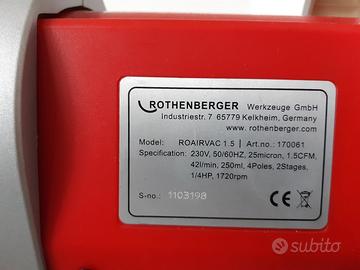 ROTHENBERGER Werkzeuge GmbH
Industriestr. 7 65779 Kelkheim, Germany
www.rothenberger.com
Model: ROAIRVAC 1.5 Art.no.: 170061
Specification: 230V, 50/60HZ, 25micron, 1.5CFM,
42l/min, 250ml, 4Poles, 2Stages,
1/4HP, 1720rpm
S-no.: 1103198
CE
subito